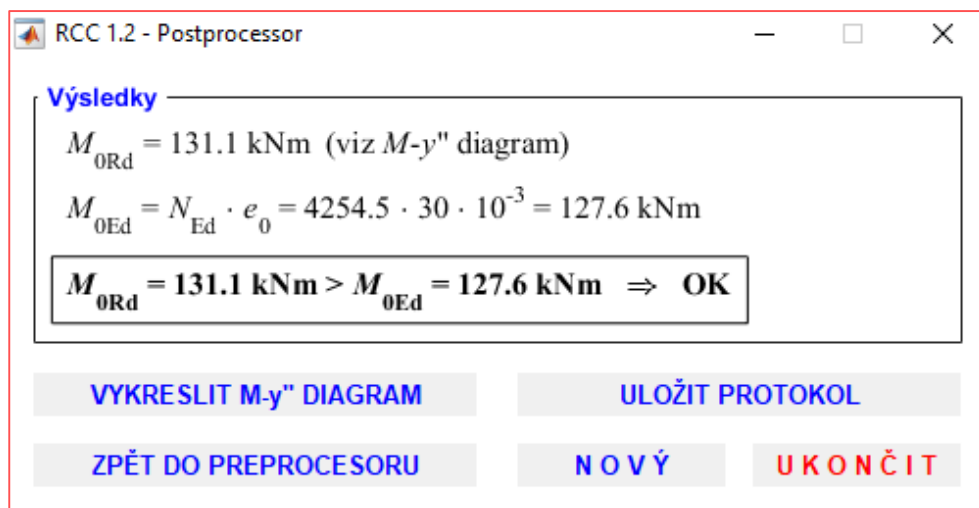 RCC 1.2 - Postprocessor
Výsledky
M0Rd = 131.1 kNm (viz M-y" diagram)
M0Ed = NEd · e0 = 4254.5 · 30 · 10-3 = 127.6 kNm
M0Rd = 131.1 kNm > M0Ed = 127.6 kNm ⇒ OK
VYKRESLIT M-y" DIAGRAM
ULOŽIT PROTOKOL
ZPĚT DO PREPROCESORU
N O V Ý
U K O N Č I T